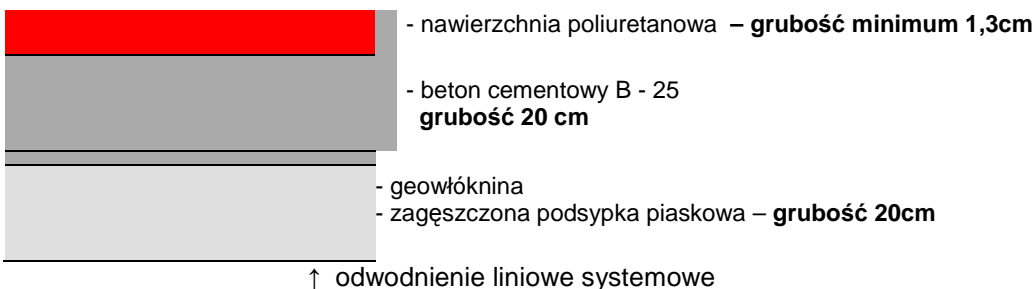 - nawierzchnia poliuretanowa – grubość minimum 1,3cm
- beton cementowy B - 25
grubość 20 cm
- geowłóknina
- zagęszczona podsypka piaskowa – grubość 20cm
↑ odwodnienie liniowe systemowe